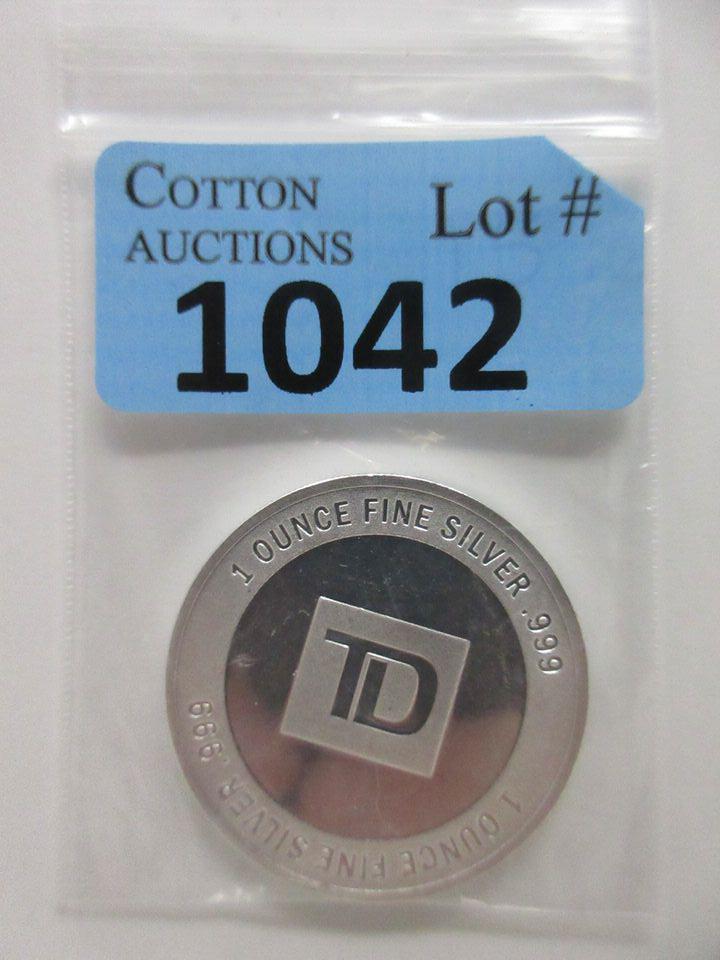 COTTON
AUCTIONS
Lot #
1042
1 OUNCE FINE SILVER .999
TD
1 OUNCE FINE SILVER .999